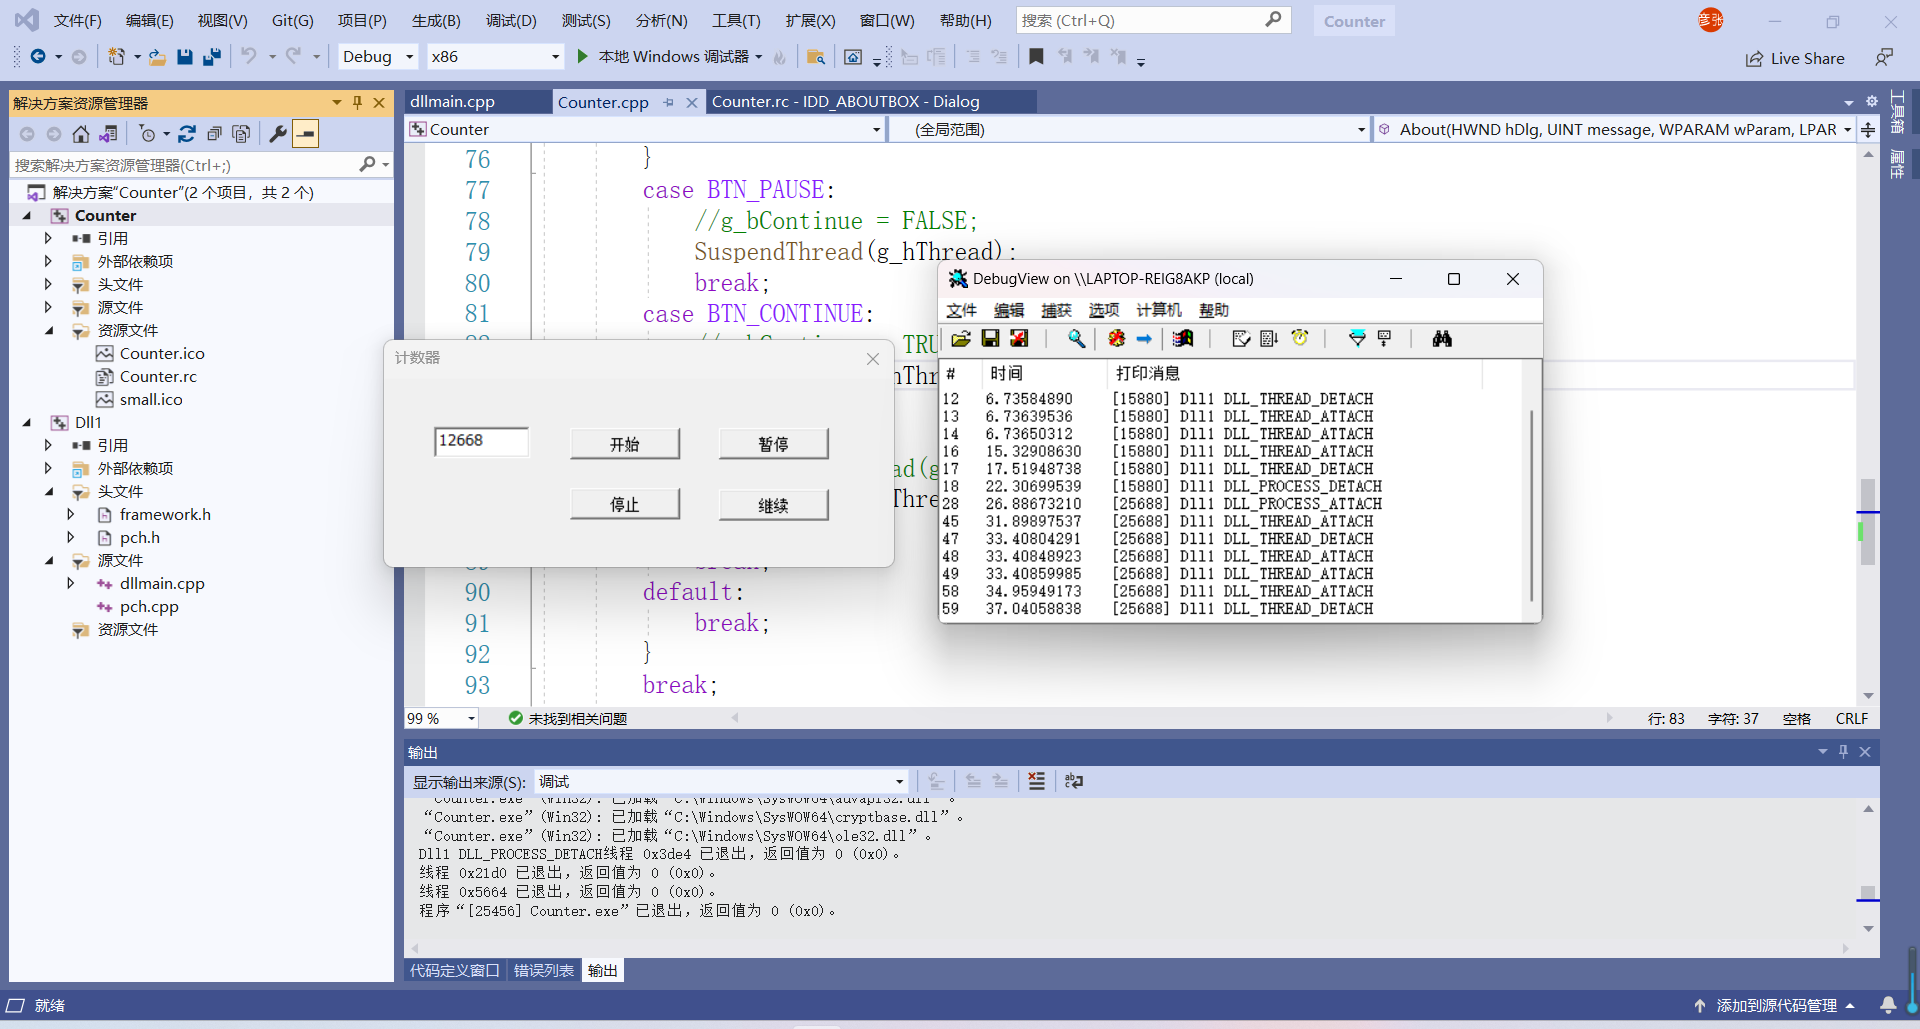 文件(F) 编辑(E) 视图(V) Git(G) 项目(P) 生成(B) 调试(D) 测试(S) 分析(N) 工具(T) 扩展(X) 窗口(W) 帮助(H) 搜索 (Ctrl+Q) Counter 彦张
Debug x86 本地 Windows 调试器 Live Share
解决方案资源管理器
搜索解决方案资源管理器(Ctrl+;)
解决方案"Counter"(2 个项目，共 2 个)
Counter
引用
外部依赖项
头文件
源文件
资源文件
Counter.ico
Counter.rc
small.ico
Dll1
引用
外部依赖项
头文件
framework.h
pch.h
源文件
dllmain.cpp
pch.cpp
资源文件
dllmain.cpp Counter.cpp Counter.rc - IDD_ABOUTBOX - Dialog
Counter (全局范围) About(HWND hDlg, UINT message, WPARAM wParam, LPAR
76 }
77 case BTN_PAUSE:
78 //g_bContinue = FALSE;
79 SuspendThread(g_hThread);
80 break;
81 case BTN_CONTINUE:
TRU
hThr
ad(g
Thre
90 default:
91 break;
92 }
93 break;
计数器
12668 开始 暂停
停止 继续
DebugView on \\LAPTOP-REIG8AKP (local)
文件 编辑 捕获 选项 计算机 帮助
# 时间 打印消息
12 6.73584890 [15880] Dll1 DLL_THREAD_DETACH
13 6.73639536 [15880] Dll1 DLL_THREAD_ATTACH
14 6.73650312 [15880] Dll1 DLL_THREAD_ATTACH
16 15.32908630 [15880] Dll1 DLL_THREAD_ATTACH
17 17.51948738 [15880] Dll1 DLL_THREAD_DETACH
18 22.30699539 [15880] Dll1 DLL_PROCESS_DETACH
28 26.88673210 [25688] Dll1 DLL_PROCESS_ATTACH
45 31.89897537 [25688] Dll1 DLL_THREAD_ATTACH
47 33.40804291 [25688] Dll1 DLL_THREAD_DETACH
48 33.40848923 [25688] Dll1 DLL_THREAD_ATTACH
49 33.40859985 [25688] Dll1 DLL_THREAD_ATTACH
58 34.95949173 [25688] Dll1 DLL_THREAD_ATTACH
59 37.04058838 [25688] Dll1 DLL_THREAD_DETACH
工具箱
属性
99 % 未找到相关问题 行: 83 字符: 37 空格 CRLF
输出
显示输出来源(S): 调试
"Counter.exe"(Win32): 已加载"C:\Windows\SysWOW64\advapi32.dll"。
"Counter.exe"(Win32): 已加载"C:\Windows\SysWOW64\cryptbase.dll"。
"Counter.exe"(Win32): 已加载"C:\Windows\SysWOW64\ole32.dll"。
Dll1 DLL_PROCESS_DETACH线程 0x3de4 已退出，返回值为 0 (0x0)。
线程 0x21d0 已退出，返回值为 0 (0x0)。
线程 0x5664 已退出，返回值为 0 (0x0)。
程序"[25456] Counter.exe"已退出，返回值为 0 (0x0)。
代码定义窗口 错误列表 输出
就绪 添加到源代码管理